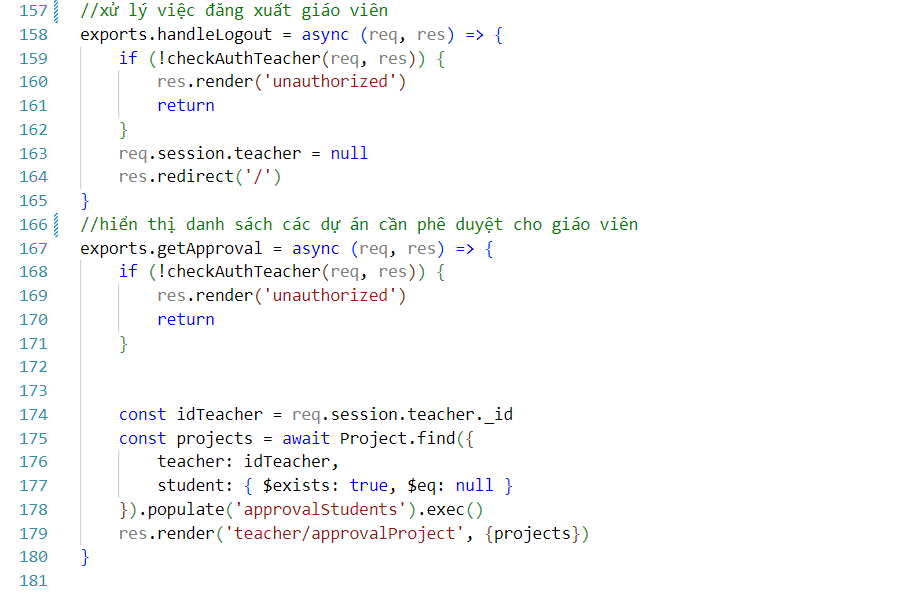 157 //xử lý việc đăng xuất giáo viên
158 exports.handleLogout = async (req, res) => {
159     if (!checkAuthTeacher(req, res)) {
160         res.render('unauthorized')
161         return
162     }
163     req.session.teacher = null
164     res.redirect('/')
165 }
166 //hiển thị danh sách các dự án cần phê duyệt cho giáo viên
167 exports.getApproval = async (req, res) => {
168     if (!checkAuthTeacher(req, res)) {
169         res.render('unauthorized')
170         return
171     }
172
173
174     const idTeacher = req.session.teacher._id
175     const projects = await Project.find({
176         teacher: idTeacher,
177         student: { $exists: true, $eq: null }
178     }).populate('approvalStudents').exec()
179     res.render('teacher/approvalProject', {projects})
180 }
181